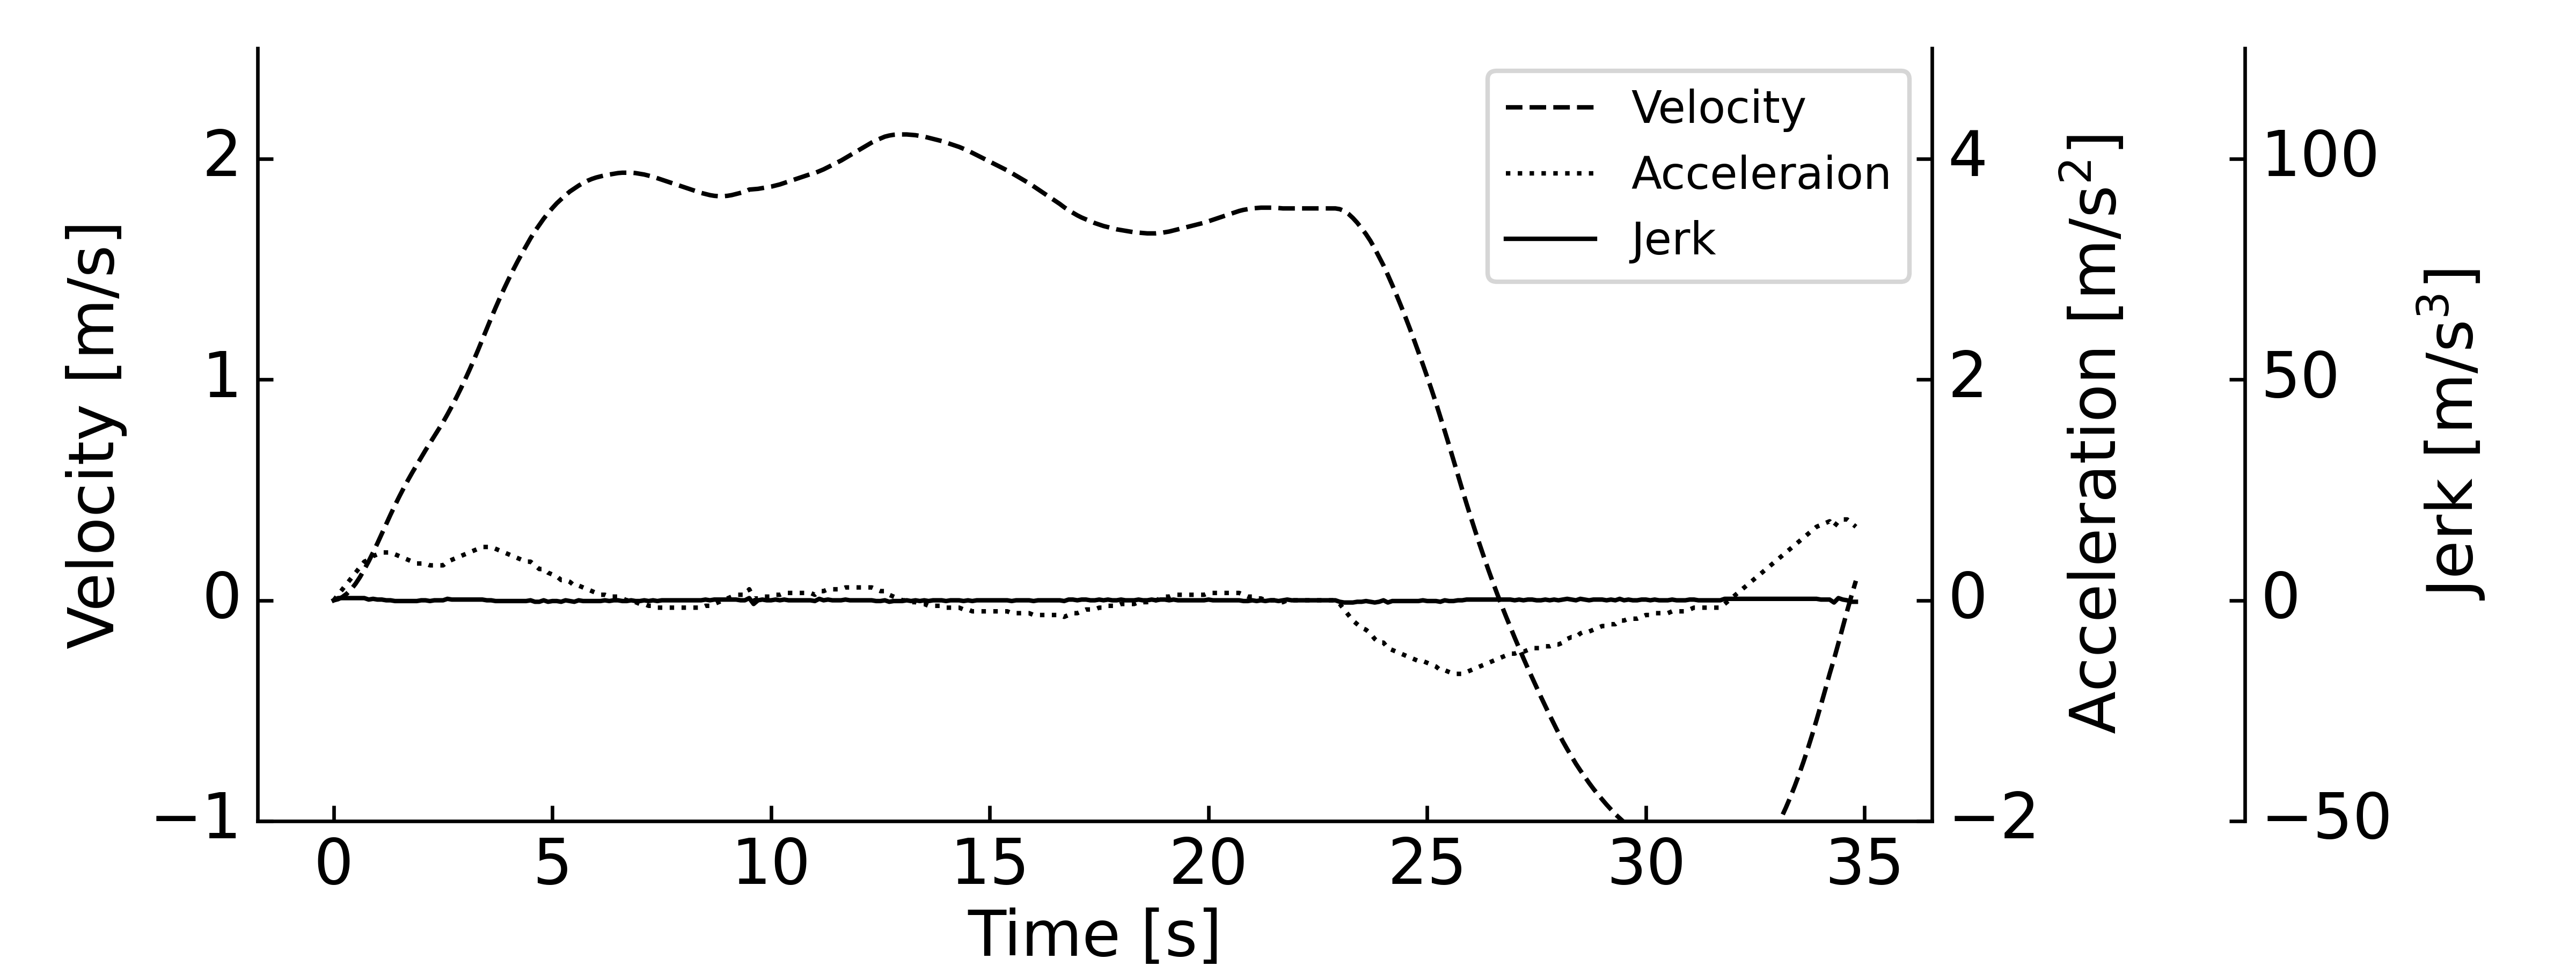 Velocity [m/s]
2
1
0
−1
0 5 10 15 20 25 30 35
Time [s]
Velocity
Acceleraion
Jerk
4
2
0
−2
Acceleration [m/s²]
100
50
0
−50
Jerk [m/s³]